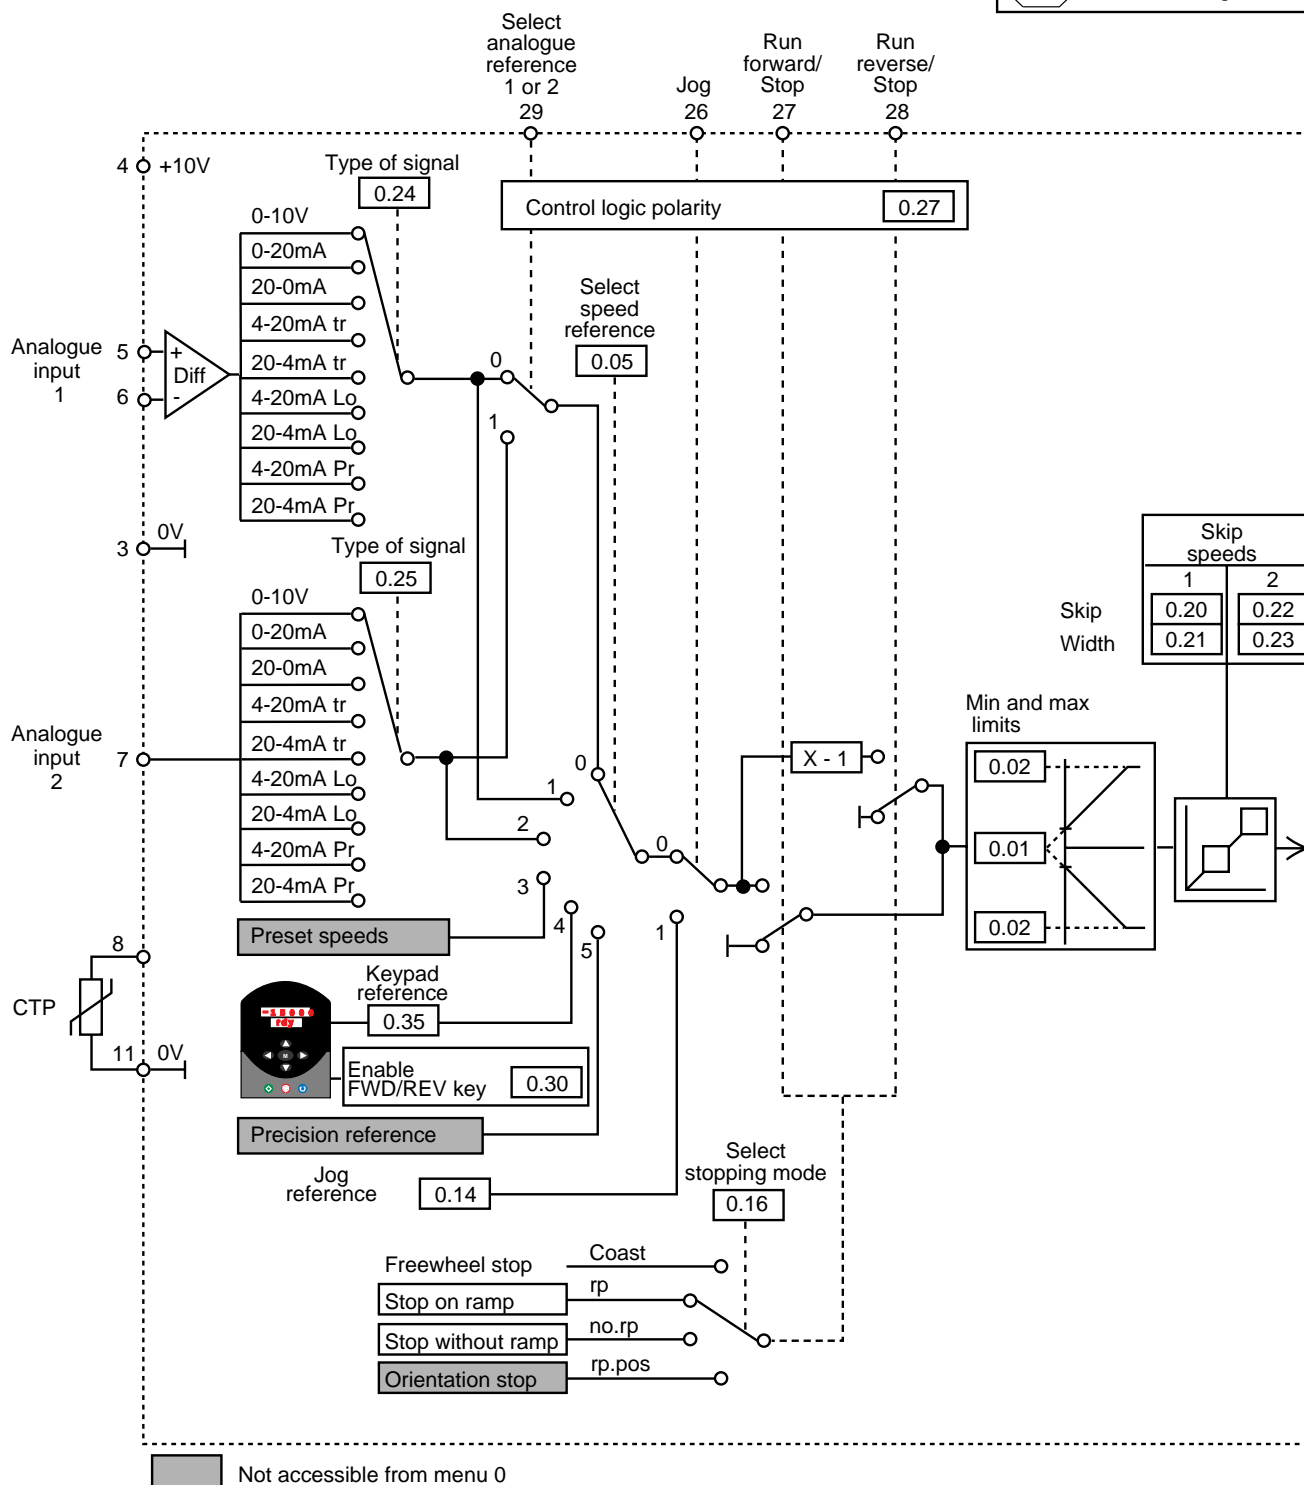 Select
analogue
reference
1 or 2
29
Jog
26
Run
forward/
Stop
27
Run
reverse/
Stop
28
4
+10V
Type of signal
0.24
Control logic polarity
0.27
0-10V
0-20mA
20-0mA
4-20mA tr
20-4mA tr
4-20mA Lo
20-4mA Lo
4-20mA Pr
20-4mA Pr
Analogue
input
1
5
6
+
Diff
-
0
1
Select
speed
reference
0.05
3
0V
Type of signal
0.25
0-10V
0-20mA
20-0mA
4-20mA tr
20-4mA tr
4-20mA Lo
20-4mA Lo
4-20mA Pr
20-4mA Pr
Analogue
input
2
7
0
1
2
3
4
5
0
1
X - 1
Skip
speeds
1
2
Skip
0.20
0.22
Width
0.21
0.23
Min and max
limits
0.02
0.01
0.02
Preset speeds
8
CTP
11
0V
-15000
rdy
M
Keypad
reference
0.35
Enable
FWD/REV key
0.30
Precision reference
Jog
reference
0.14
Select
stopping mode
0.16
Freewheel stop
Coast
Stop on ramp
rp
Stop without ramp
no.rp
Orientation stop
rp.pos
Not accessible from menu 0